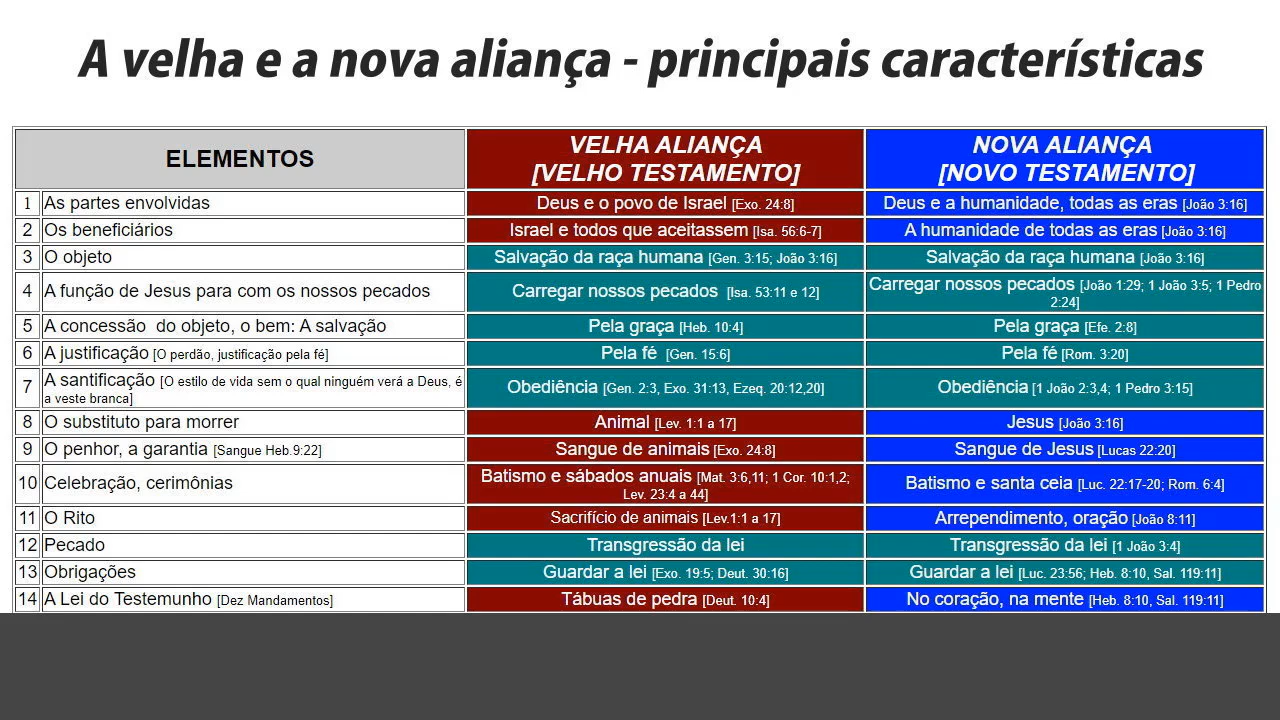 A velha e a nova aliança - principais características
ELEMENTOS
VELHA ALIANÇA
[VELHO TESTAMENTO]
NOVA ALIANÇA
[NOVO TESTAMENTO]
1 As partes envolvidas Deus e o povo de Israel [Exo. 24:8] Deus e a humanidade, todas as eras [João 3:16]
2 Os beneficiários Israel e todos que aceitassem [Isa. 56:6-7] A humanidade de todas as eras [João 3:16]
3 O objeto Salvação da raça humana [Gen. 3:15; João 3:16] Salvação da raça humana [João 3:16]
4 A função de Jesus para com os nossos pecados Carregar nossos pecados [Isa. 53:11 e 12] Carregar nossos pecados [João 1:29; 1 João 3:5; 1 Pedro
2:24]
5 A concessão do objeto, o bem: A salvação Pela graça [Heb. 10:4] Pela graça [Efe. 2:8]
6 A justificação [O perdão, justificação pela fé] Pela fé [Gen. 15:6] Pela fé [Rom. 3:20]
7 A santificação [O estilo de vida sem o qual ninguém verá a Deus, é
a veste branca] Obediência [Gen. 2:3, Exo. 31:13, Ezeq. 20:12,20] Obediência [1 João 2:3,4; 1 Pedro 3:15]
8 O substituto para morrer Animal [Lev. 1:1 a 17] Jesus [João 3:16]
9 O penhor, a garantia [Sangue Heb.9:22] Sangue de animais [Exo. 24:8] Sangue de Jesus [Lucas 22:20]
10 Celebração, cerimônias Batismo e sábados anuais [Mat. 3:6,11; 1 Cor. 10:1,2;
Lev. 23:4 a 44] Batismo e santa ceia [Luc. 22:17-20; Rom. 6:4]
11 O Rito Sacrifício de animais [Lev.1:1 a 17] Arrependimento, oração [João 8:11]
12 Pecado Transgressão da lei Transgressão da lei [1 João 3:4]
13 Obrigações Guardar a lei [Exo. 19:5; Deut. 30:16] Guardar a lei [Luc. 23:56; Heb. 8:10, Sal. 119:11]
14 A Lei do Testemunho [Dez Mandamentos] Tábuas de pedra [Deut. 10:4] No coração, na mente [Heb. 8:10, Sal. 119:11]